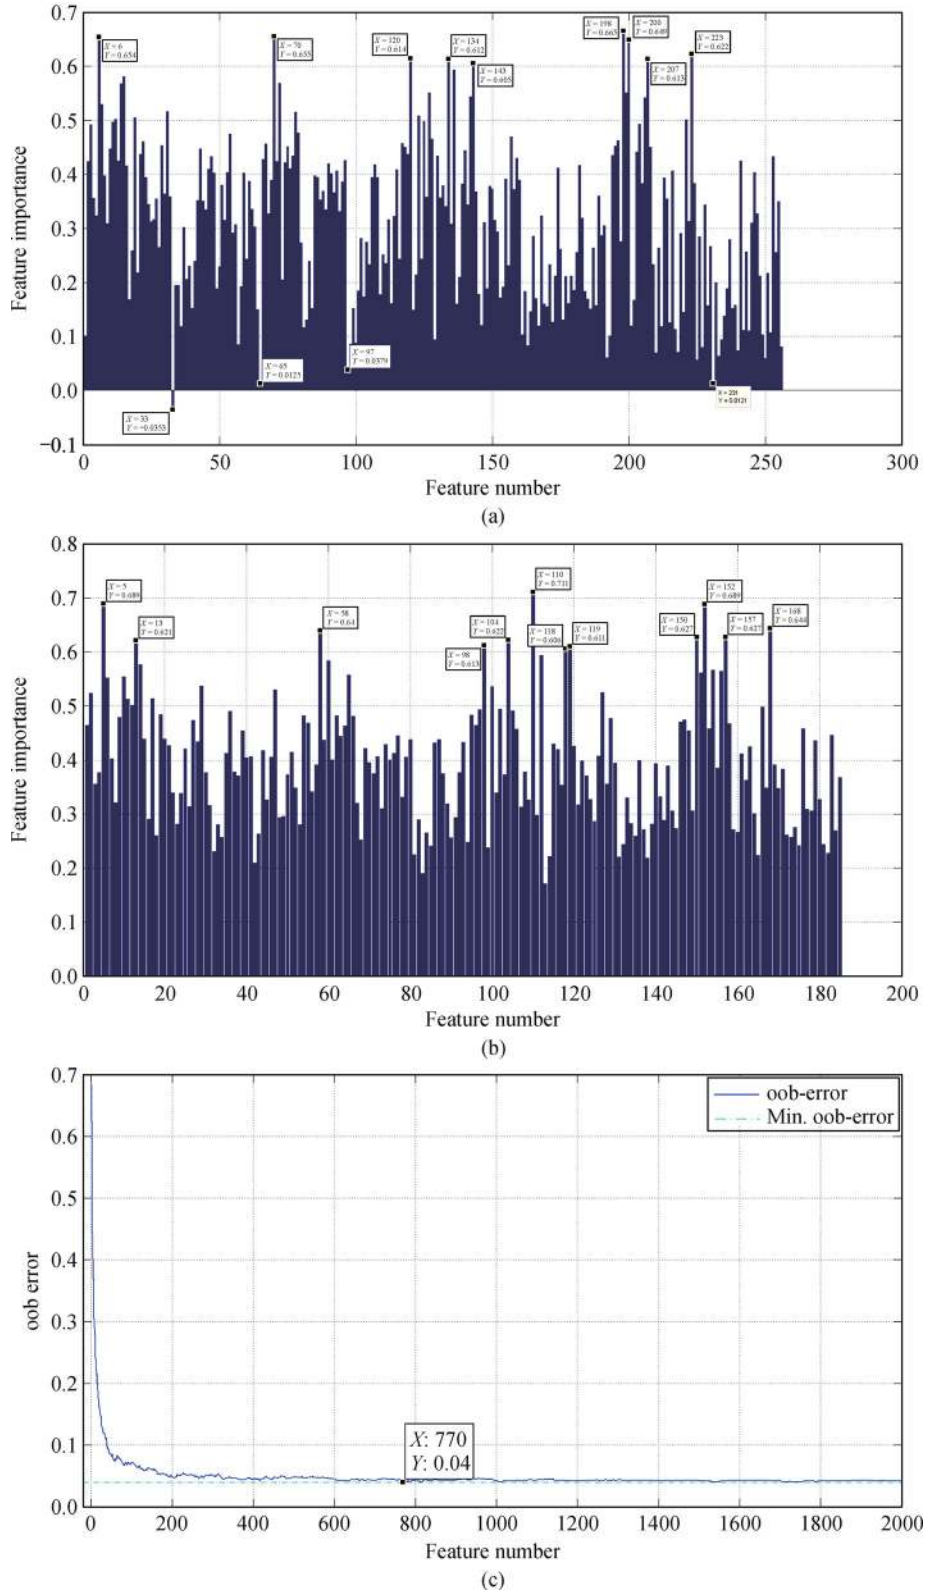 0.7
X = 6
Y = 0.654
X = 70
Y = 0.655
X = 120
Y = 0.614
X = 134
Y = 0.612
X = 143
Y = 0.605
X = 198
Y = 0.665
X = 200
Y = 0.649
X = 207
Y = 0.613
X = 223
Y = 0.622
0.6
0.5
0.4
0.3
0.2
0.1
0.0
−0.1
Feature importance
X = 33
Y = −0.0353
X = 65
Y = 0.0125
X = 97
Y = 0.0379
Y = 0.0121
0 50 100 150 200 250 300
Feature number
(a)
0.8
0.7
0.6
0.5
0.4
0.3
0.2
0.1
0.0
Feature importance
X = 5
Y = 0.689
X = 13
Y = 0.621
X = 58
Y = 0.64
X = 98
Y = 0.613
X = 104
Y = 0.622
X = 110
Y = 0.711
X = 118
Y = 0.606
X = 119
Y = 0.611
X = 150
Y = 0.627
X = 152
Y = 0.689
X = 157
Y = 0.627
X = 168
Y = 0.644
0 20 40 60 80 100 120 140 160 180 200
Feature number
(b)
0.7
0.6
0.5
0.4
0.3
0.2
0.1
0.0
oob error
oob-error
Min. oob-error
X: 770
Y: 0.04
0 200 400 600 800 1000 1200 1400 1600 1800 2000
Feature number
(c)